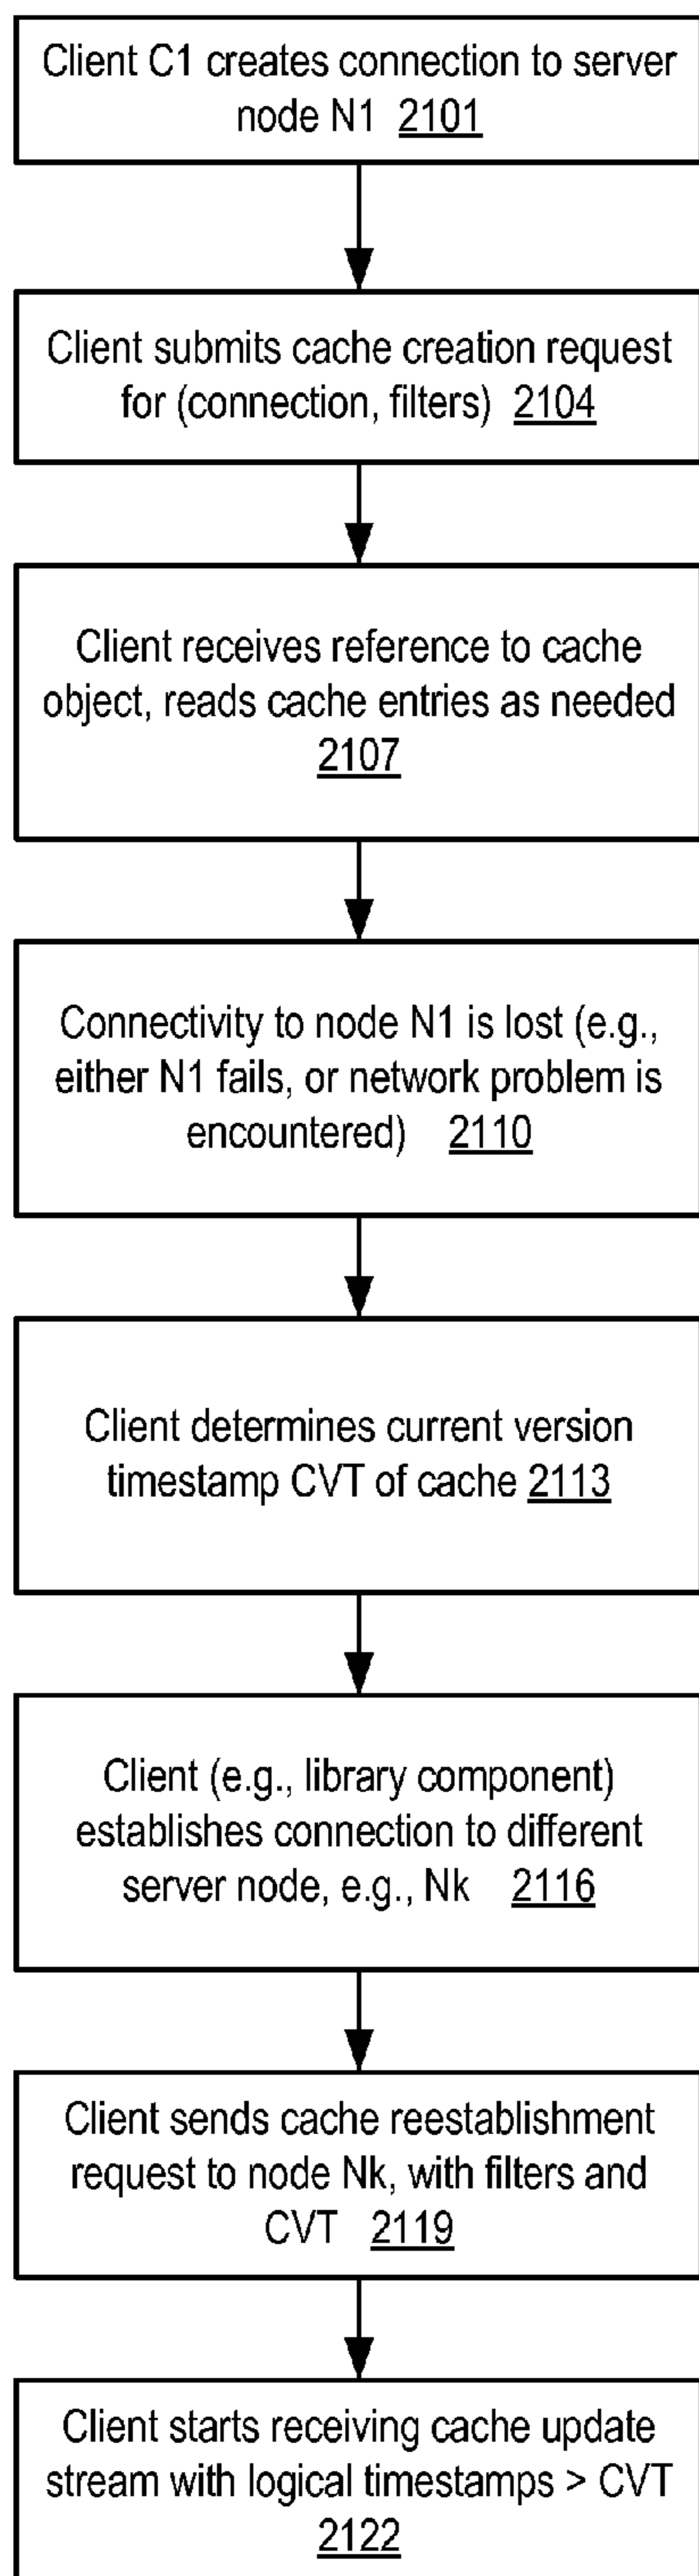 Client C1 creates connection to server
node N1 2101
Client submits cache creation request
for (connection, filters) 2104
Client receives reference to cache
object, reads cache entries as needed
2107
Connectivity to node N1 is lost (e.g.,
either N1 fails, or network problem is
encountered) 2110
Client determines current version
timestamp CVT of cache 2113
Client (e.g., library component)
establishes connection to different
server node, e.g., Nk 2116
Client sends cache reestablishment
request to node Nk, with filters and
CVT 2119
Client starts receiving cache update
stream with logical timestamps > CVT
2122